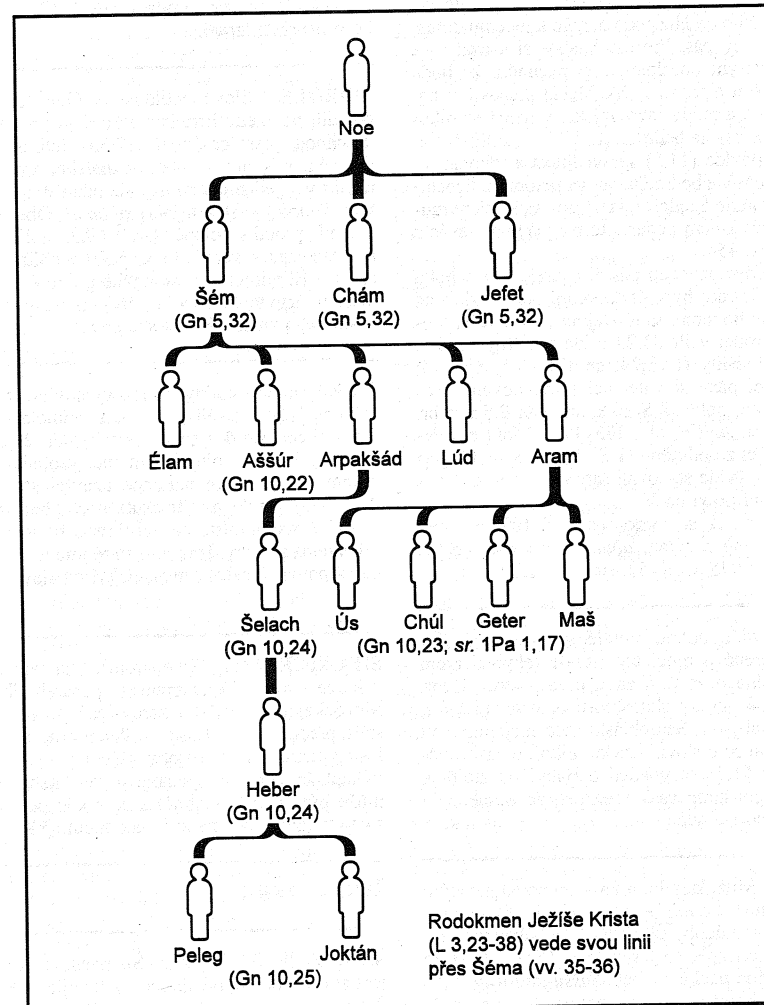 Noe
Šém Chám Jefet
(Gn 5,32) (Gn 5,32) (Gn 5,32)
Élam Aššúr Arpakšád Lúd Aram
(Gn 10,22)
Šelach Ús Chúl Geter Maš
(Gn 10,24) (Gn 10,23; sr. 1Pa 1,17)
Heber
(Gn 10,24)
Peleg Joktán
(Gn 10,25)
Rodokmen Ježíše Krista
(L 3,23-38) vede svou linii
přes Šéma (vv. 35-36)